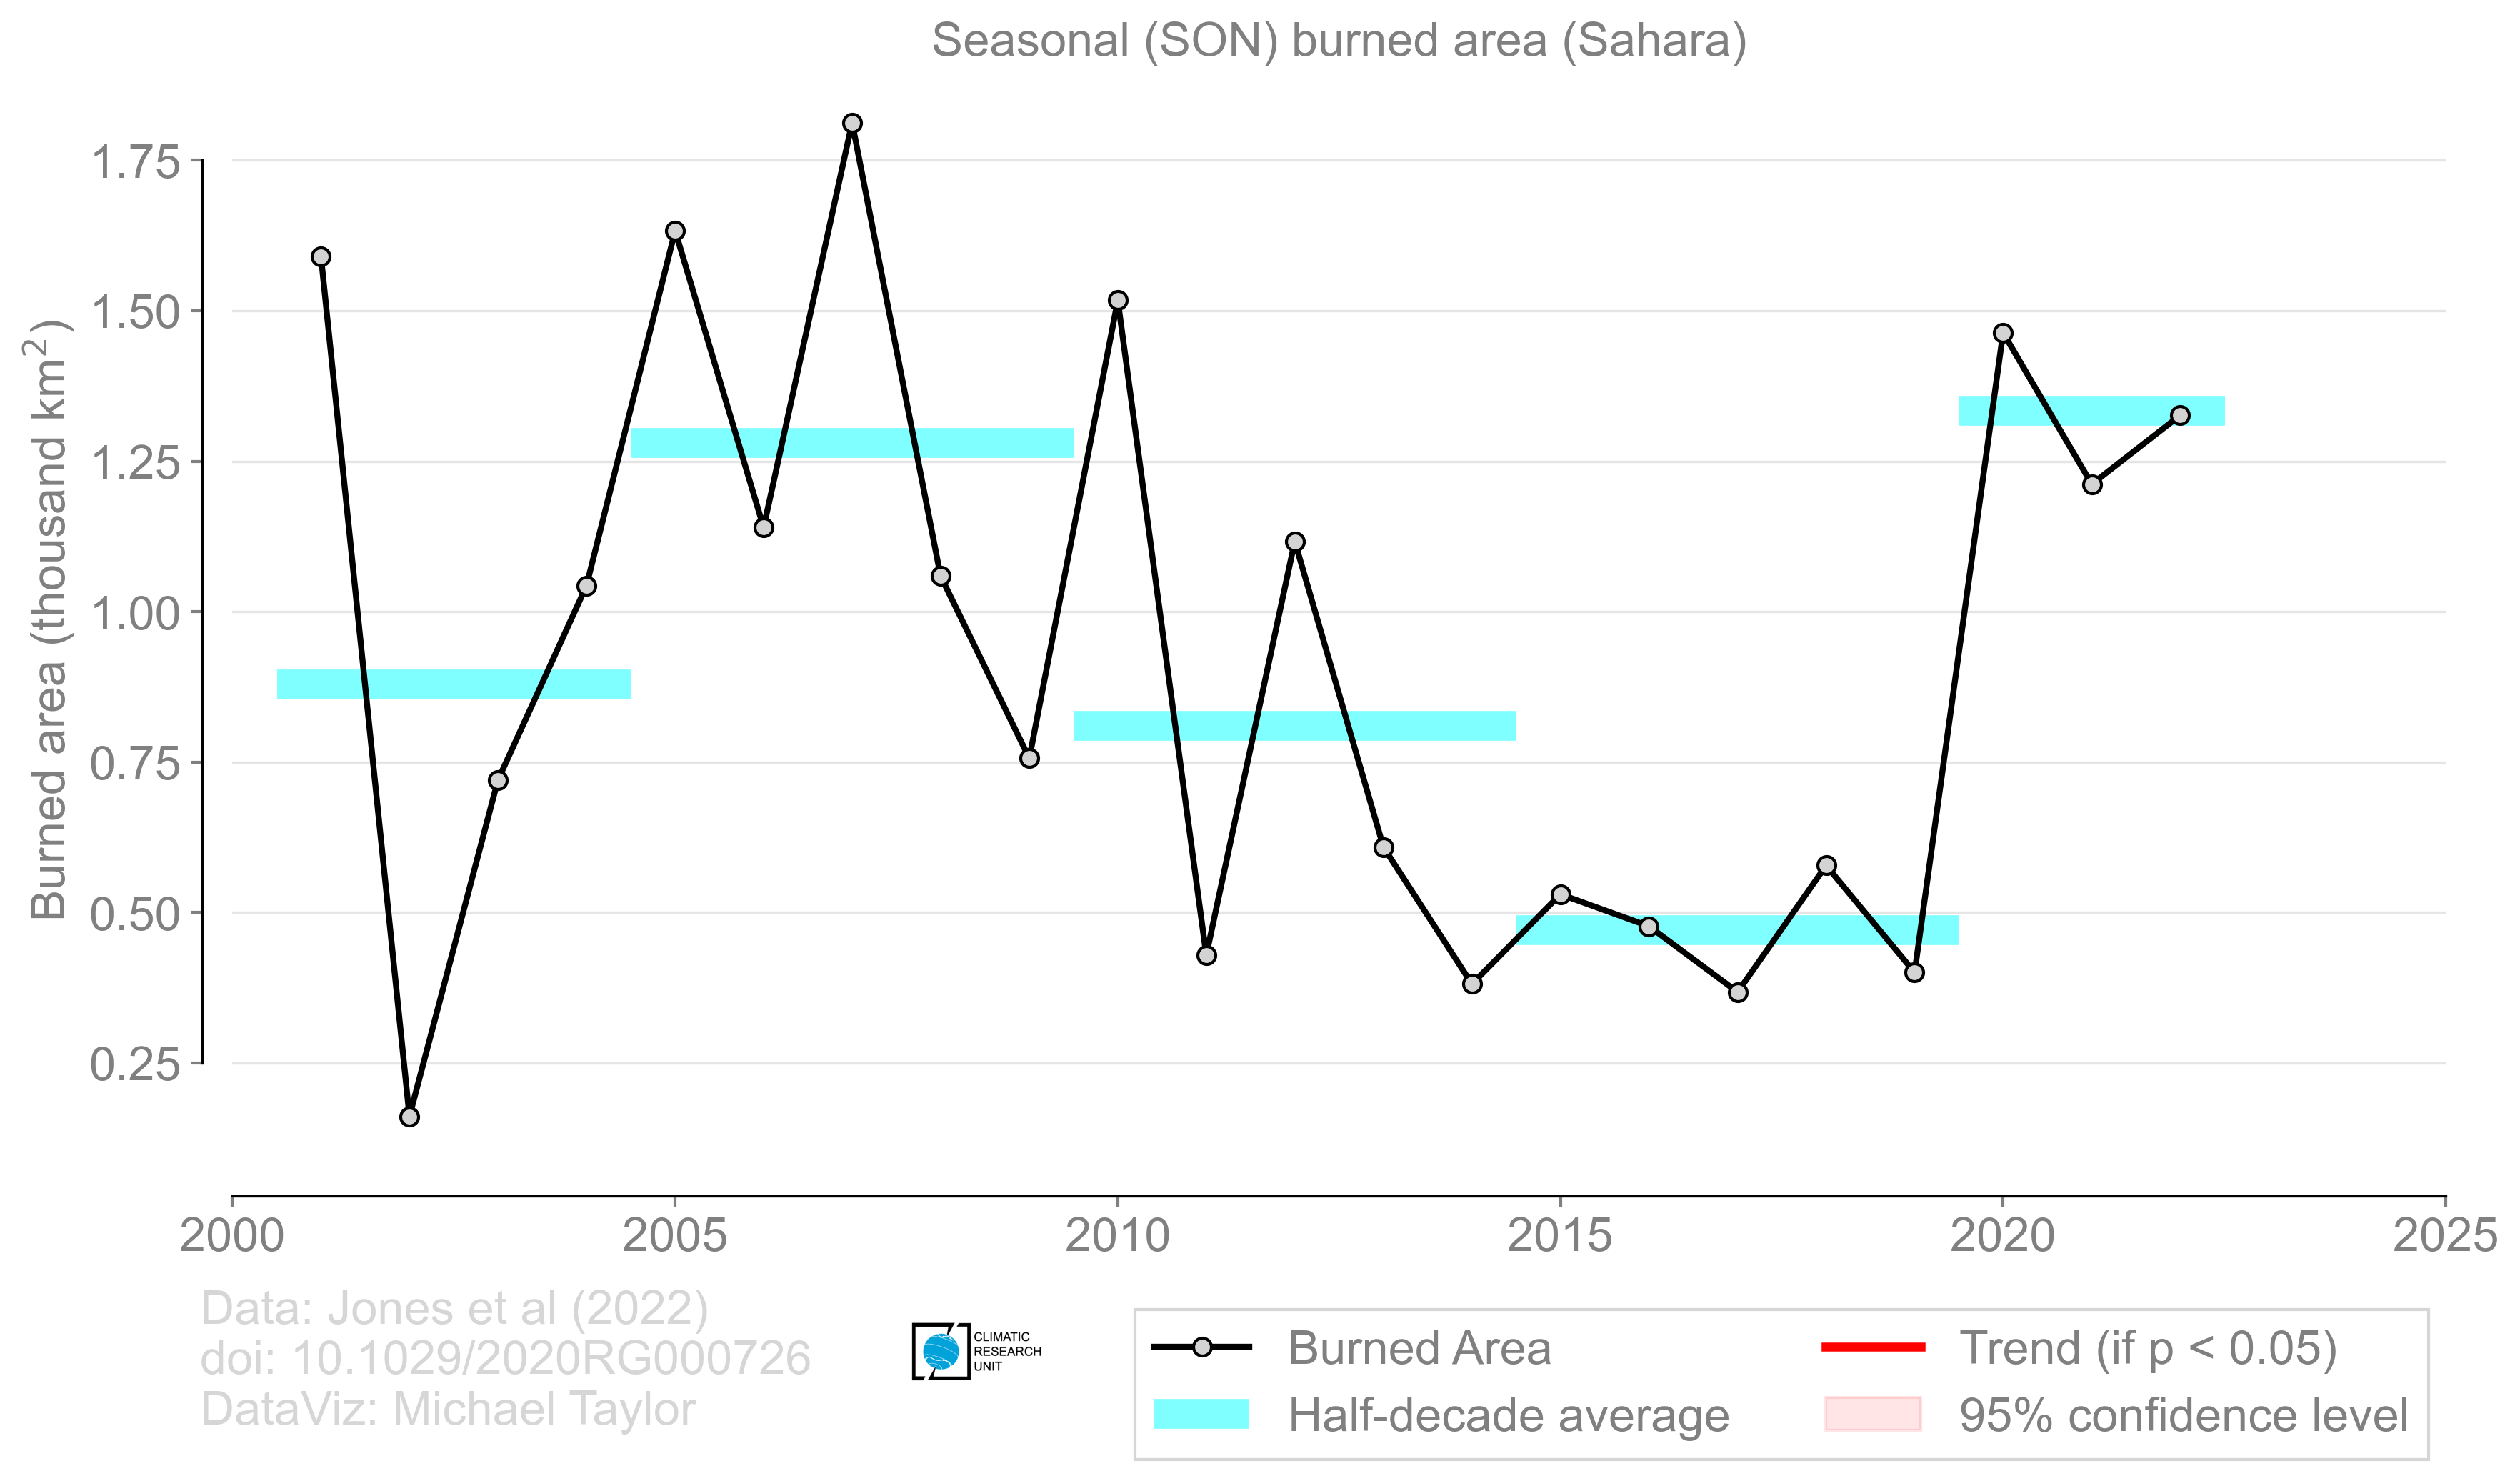 Seasonal (SON) burned area (Sahara)
Burned area (thousand km²)
1.75
1.50
1.25
1.00
0.75
0.50
0.25
2000 2005 2010 2015 2020 2025
Data: Jones et al (2022)
doi: 10.1029/2020RG000726
DataViz: Michael Taylor
CLIMATIC
RESEARCH
UNIT
Burned Area
Half-decade average
Trend (if p < 0.05)
95% confidence level